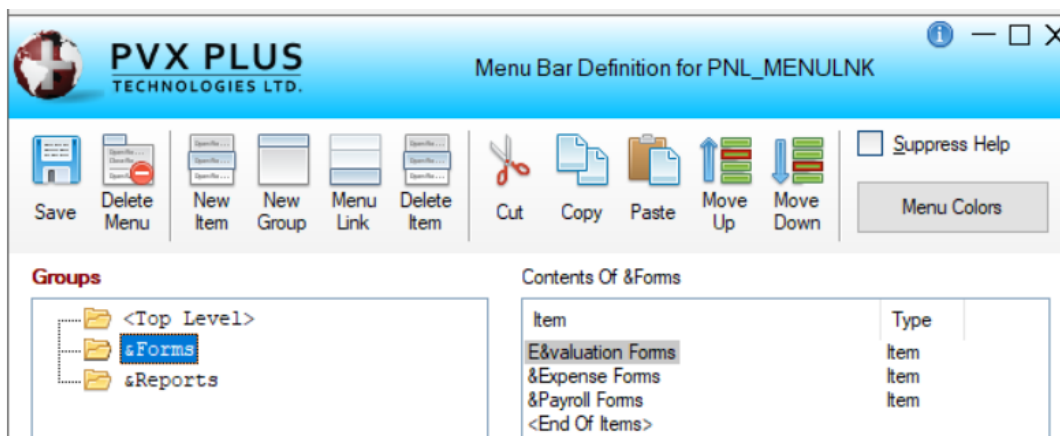 PVX PLUS
TECHNOLOGIES LTD.
Menu Bar Definition for PNL_MENULNK
Save
Delete
Menu
New
Item
New
Group
Menu
Link
Delete
Item
Cut
Copy
Paste
Move
Up
Move
Down
Suppress Help
Menu Colors
Groups
<Top Level>
&Forms
&Reports
Contents Of &Forms
Item Type
E&valuation Forms Item
&Expense Forms Item
&Payroll Forms Item
<End Of Items>